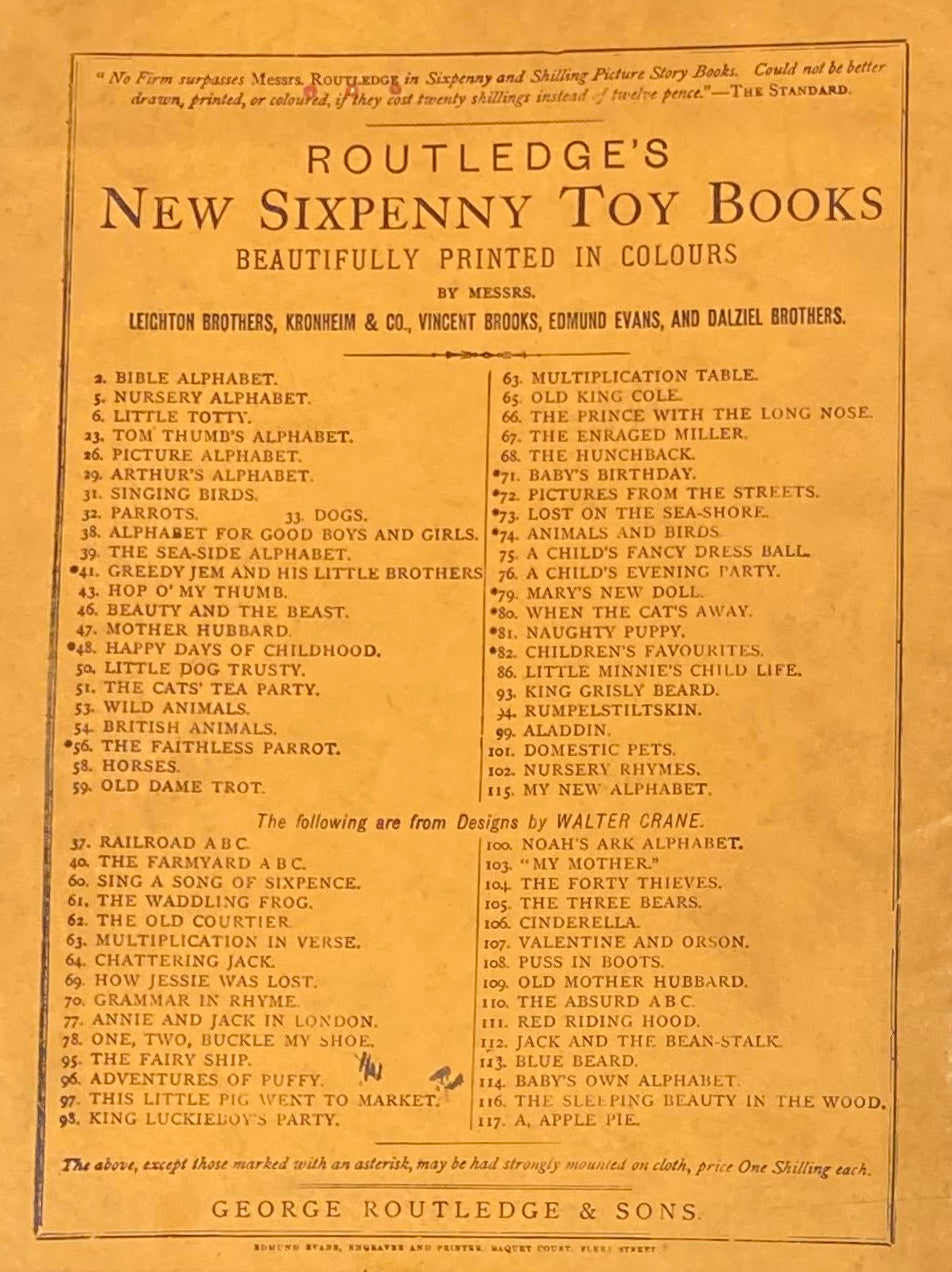 "No Firm surpasses Messrs. ROUTLEDGE in Sixpenny and Shilling Picture Story Books. Could not be better
drawn, printed, or coloured, if they cost twenty shillings instead of twelve pence."—THE STANDARD.
ROUTLEDGE'S
NEW SIXPENNY TOY BOOKS
BEAUTIFULLY PRINTED IN COLOURS
BY MESSRS.
LEIGHTON BROTHERS, KRONHEIM & CO., VINCENT BROOKS, EDMUND EVANS, AND DALZIEL BROTHERS.
2. BIBLE ALPHABET.
5. NURSERY ALPHABET.
6. LITTLE TOTTY.
23. TOM THUMB'S ALPHABET.
26. PICTURE ALPHABET.
29. ARTHUR'S ALPHABET.
31. SINGING BIRDS.
32. PARROTS. 33. DOGS.
38. ALPHABET FOR GOOD BOYS AND GIRLS.
39. THE SEA-SIDE ALPHABET.
*41. GREEDY JEM AND HIS LITTLE BROTHERS
43. HOP O' MY THUMB.
46. BEAUTY AND THE BEAST.
47. MOTHER HUBBARD.
*48. HAPPY DAYS OF CHILDHOOD.
50. LITTLE DOG TRUSTY.
51. THE CATS' TEA PARTY.
53. WILD ANIMALS.
54. BRITISH ANIMALS.
*56. THE FAITHLESS PARROT.
58. HORSES.
59. OLD DAME TROT.
63. MULTIPLICATION TABLE.
65. OLD KING COLE.
66. THE PRINCE WITH THE LONG NOSE.
67. THE ENRAGED MILLER.
68. THE HUNCHBACK.
*71. BABY'S BIRTHDAY.
*72. PICTURES FROM THE STREETS.
*73. LOST ON THE SEA-SHORE.
*74. ANIMALS AND BIRDS.
75. A CHILD'S FANCY DRESS BALL.
76. A CHILD'S EVENING PARTY.
*79. MARY'S NEW DOLL.
*80. WHEN THE CAT'S AWAY.
*81. NAUGHTY PUPPY.
*82. CHILDREN'S FAVOURITES.
86. LITTLE MINNIE'S CHILD LIFE.
93. KING GRISLY BEARD.
94. RUMPELSTILTSKIN.
99. ALADDIN.
101. DOMESTIC PETS.
102. NURSERY RHYMES.
115. MY NEW ALPHABET.
The following are from Designs by WALTER CRANE.
37. RAILROAD A B C.
40. THE FARMYARD A B C.
60. SING A SONG OF SIXPENCE.
61. THE WADDLING FROG.
62. THE OLD COURTIER.
63. MULTIPLICATION IN VERSE.
64. CHATTERING JACK.
69. HOW JESSIE WAS LOST.
70. GRAMMAR IN RHYME.
77. ANNIE AND JACK IN LONDON.
78. ONE, TWO, BUCKLE MY SHOE.
95. THE FAIRY SHIP.
96. ADVENTURES OF PUFFY.
97. THIS LITTLE PIG WENT TO MARKET.
98. KING LUCKIEBOY'S PARTY.
100. NOAH'S ARK ALPHABET.
103. "MY MOTHER."
104. THE FORTY THIEVES.
105. THE THREE BEARS.
106. CINDERELLA.
107. VALENTINE AND ORSON.
108. PUSS IN BOOTS.
109. OLD MOTHER HUBBARD.
110. THE ABSURD A B C.
111. RED RIDING HOOD.
112. JACK AND THE BEAN-STALK.
113. BLUE BEARD.
114. BABY'S OWN ALPHABET.
116. THE SLEEPING BEAUTY IN THE WOOD.
117. A, APPLE PIE.
The above, except those marked with an asterisk, may be had strongly mounted on cloth, price One Shilling each.
GEORGE ROUTLEDGE & SONS.
EDMUND EVANS, ENGRAVER AND PRINTER, RAQUET COURT, FLEET STREET.